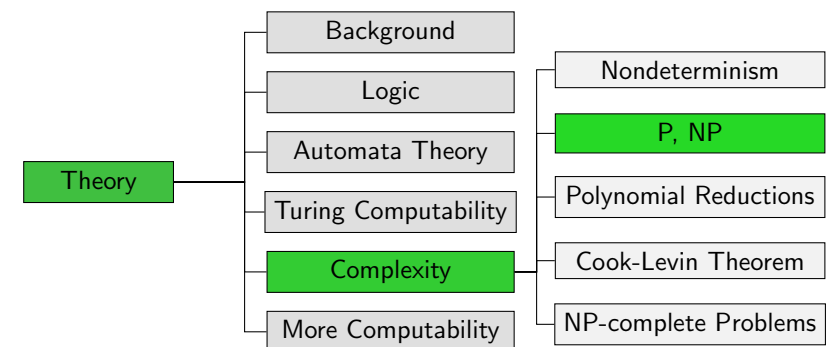 Theory
Background
Logic
Automata Theory
Turing Computability
Complexity
More Computability
Nondeterminism
P, NP
Polynomial Reductions
Cook-Levin Theorem
NP-complete Problems